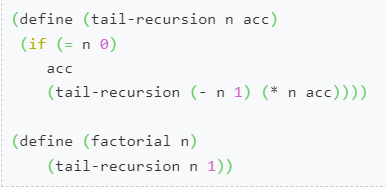 (define (tail-recursion n acc)
(if (= n 0)
acc
(tail-recursion (- n 1) (* n acc))))
(define (factorial n)
(tail-recursion n 1))